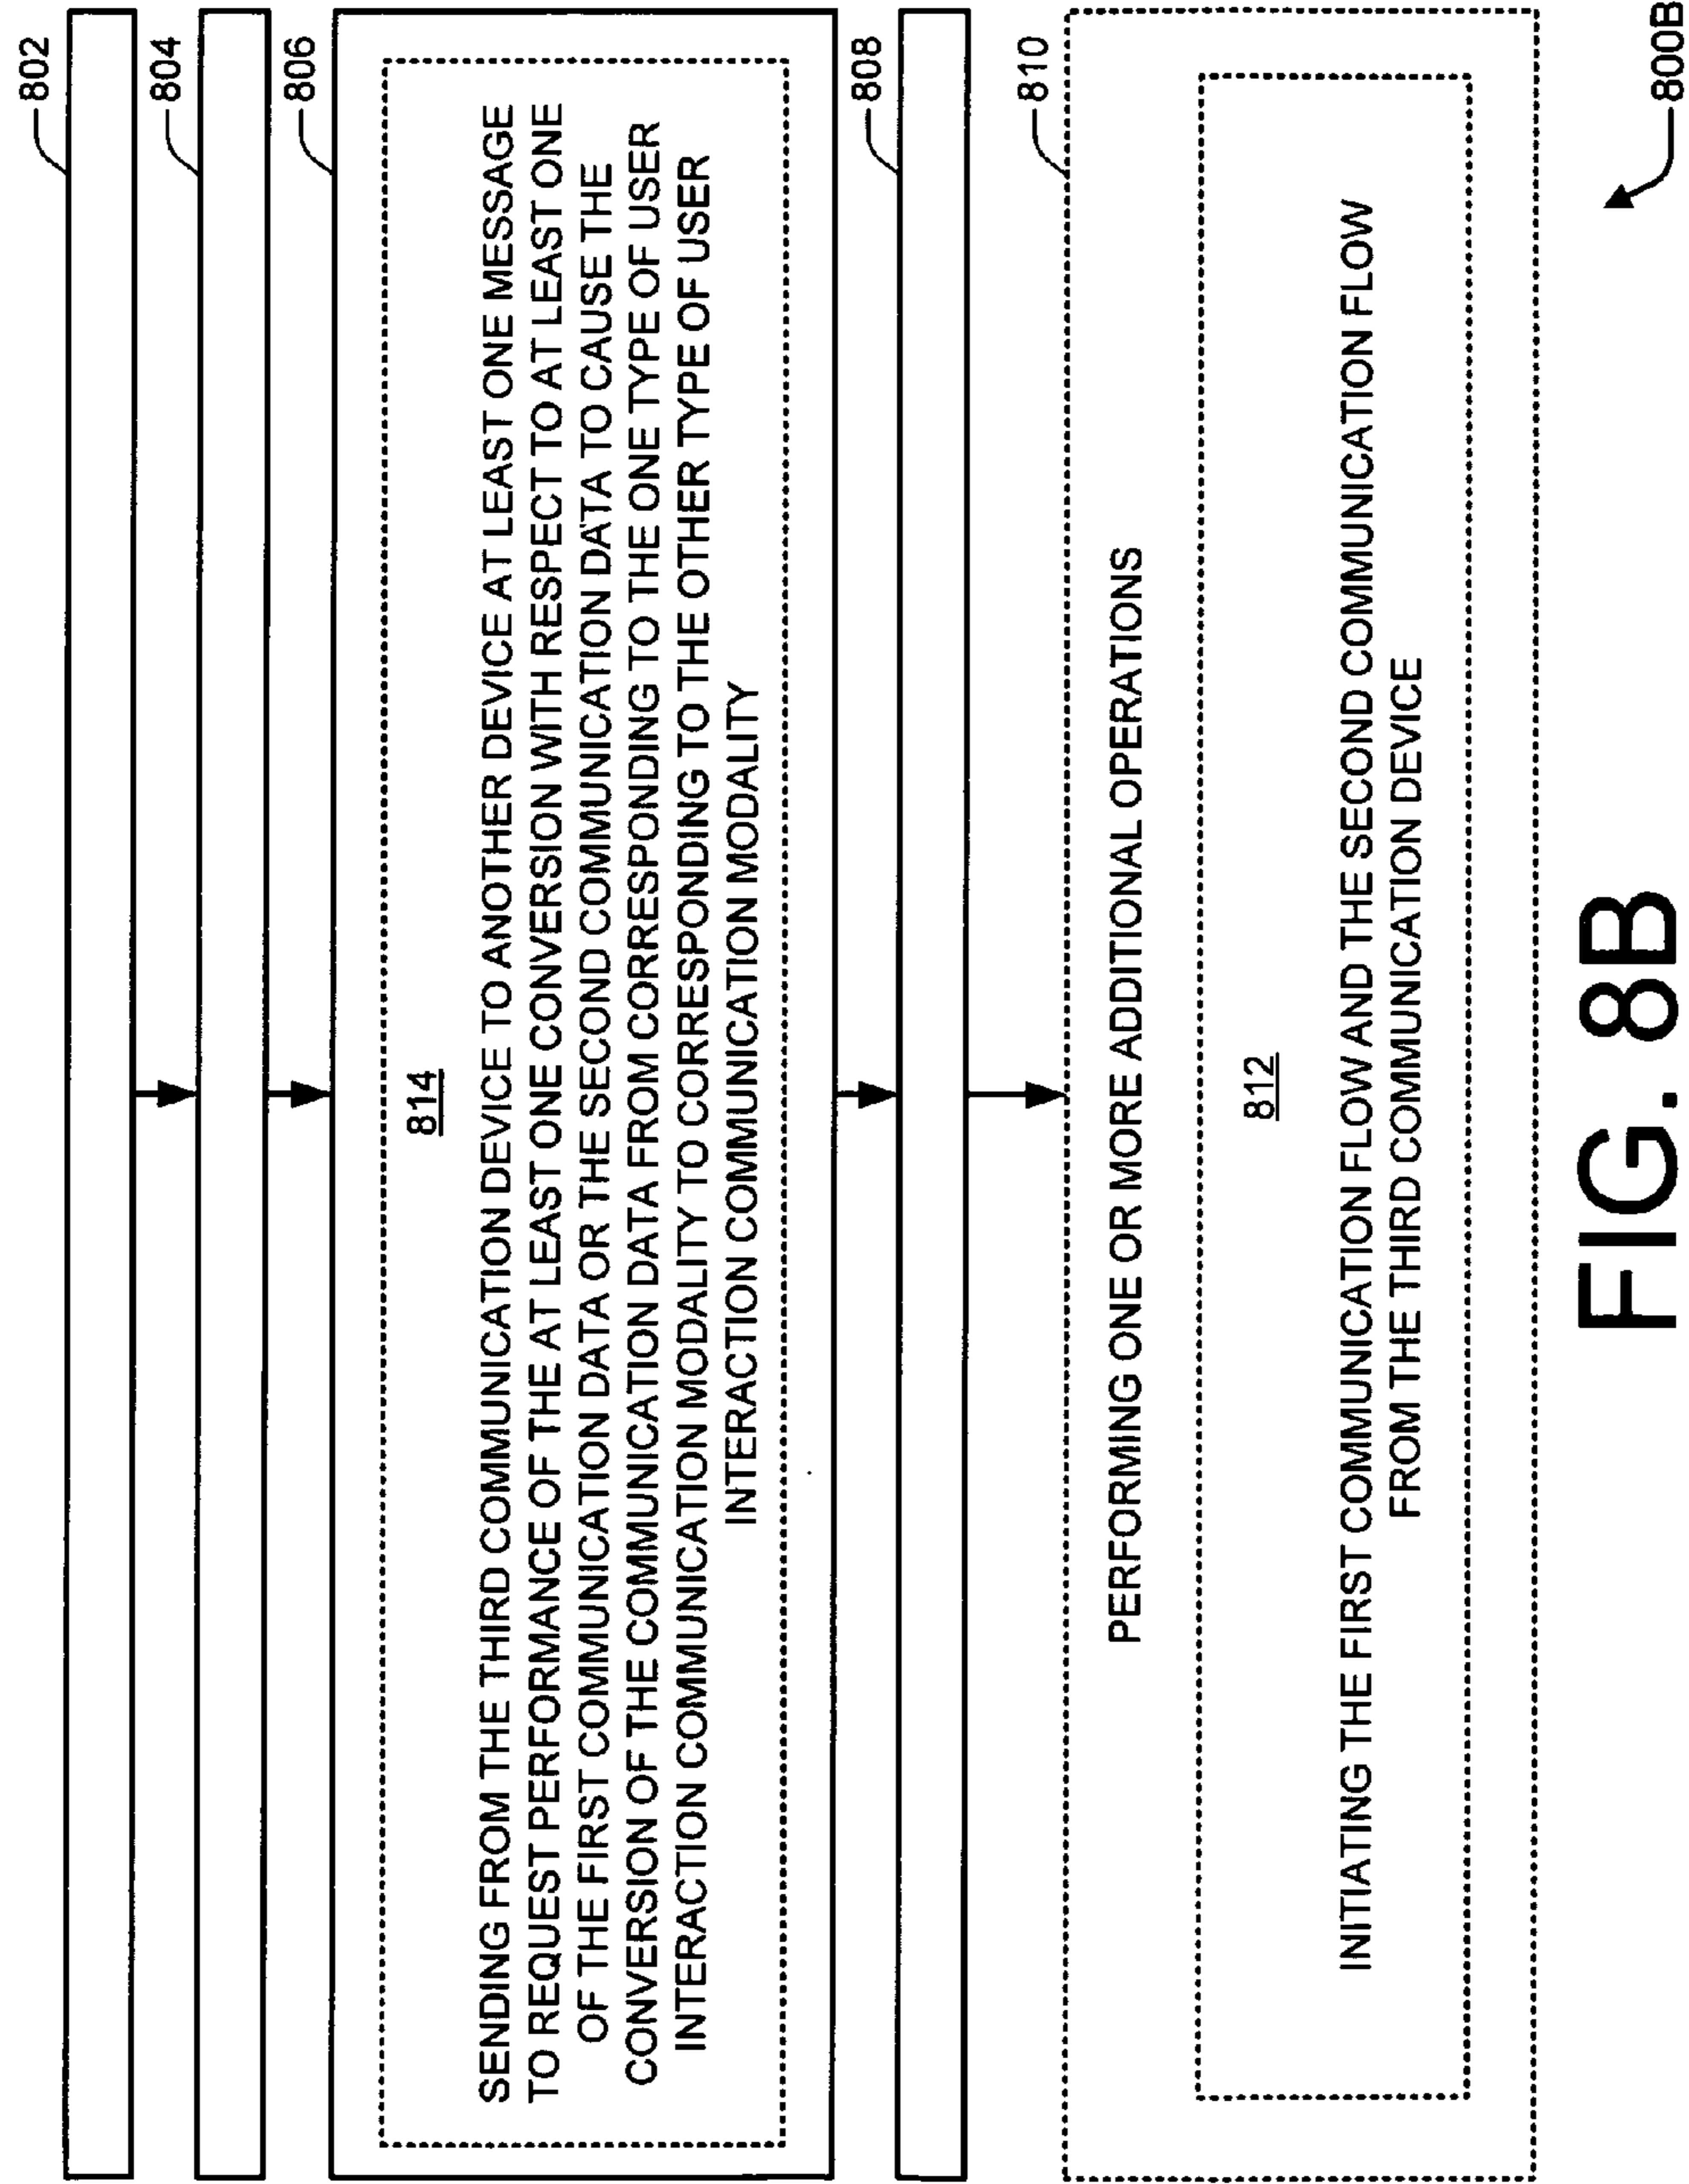 802
804
806
814
SENDING FROM THE THIRD COMMUNICATION DEVICE TO ANOTHER DEVICE AT LEAST ONE MESSAGE
TO REQUEST PERFORMANCE OF THE AT LEAST ONE CONVERSION WITH RESPECT TO AT LEAST ONE
OF THE FIRST COMMUNICATION DATA OR THE SECOND COMMUNICATION DATA TO CAUSE THE
CONVERSION OF THE COMMUNICATION DATA FROM CORRESPONDING TO THE ONE TYPE OF USER
INTERACTION COMMUNICATION MODALITY TO CORRESPONDING TO THE OTHER TYPE OF USER
INTERACTION COMMUNICATION MODALITY
808
810
PERFORMING ONE OR MORE ADDITIONAL OPERATIONS
812
INITIATING THE FIRST COMMUNICATION FLOW AND THE SECOND COMMUNICATION FLOW
FROM THE THIRD COMMUNICATION DEVICE
800B
FIG. 8B